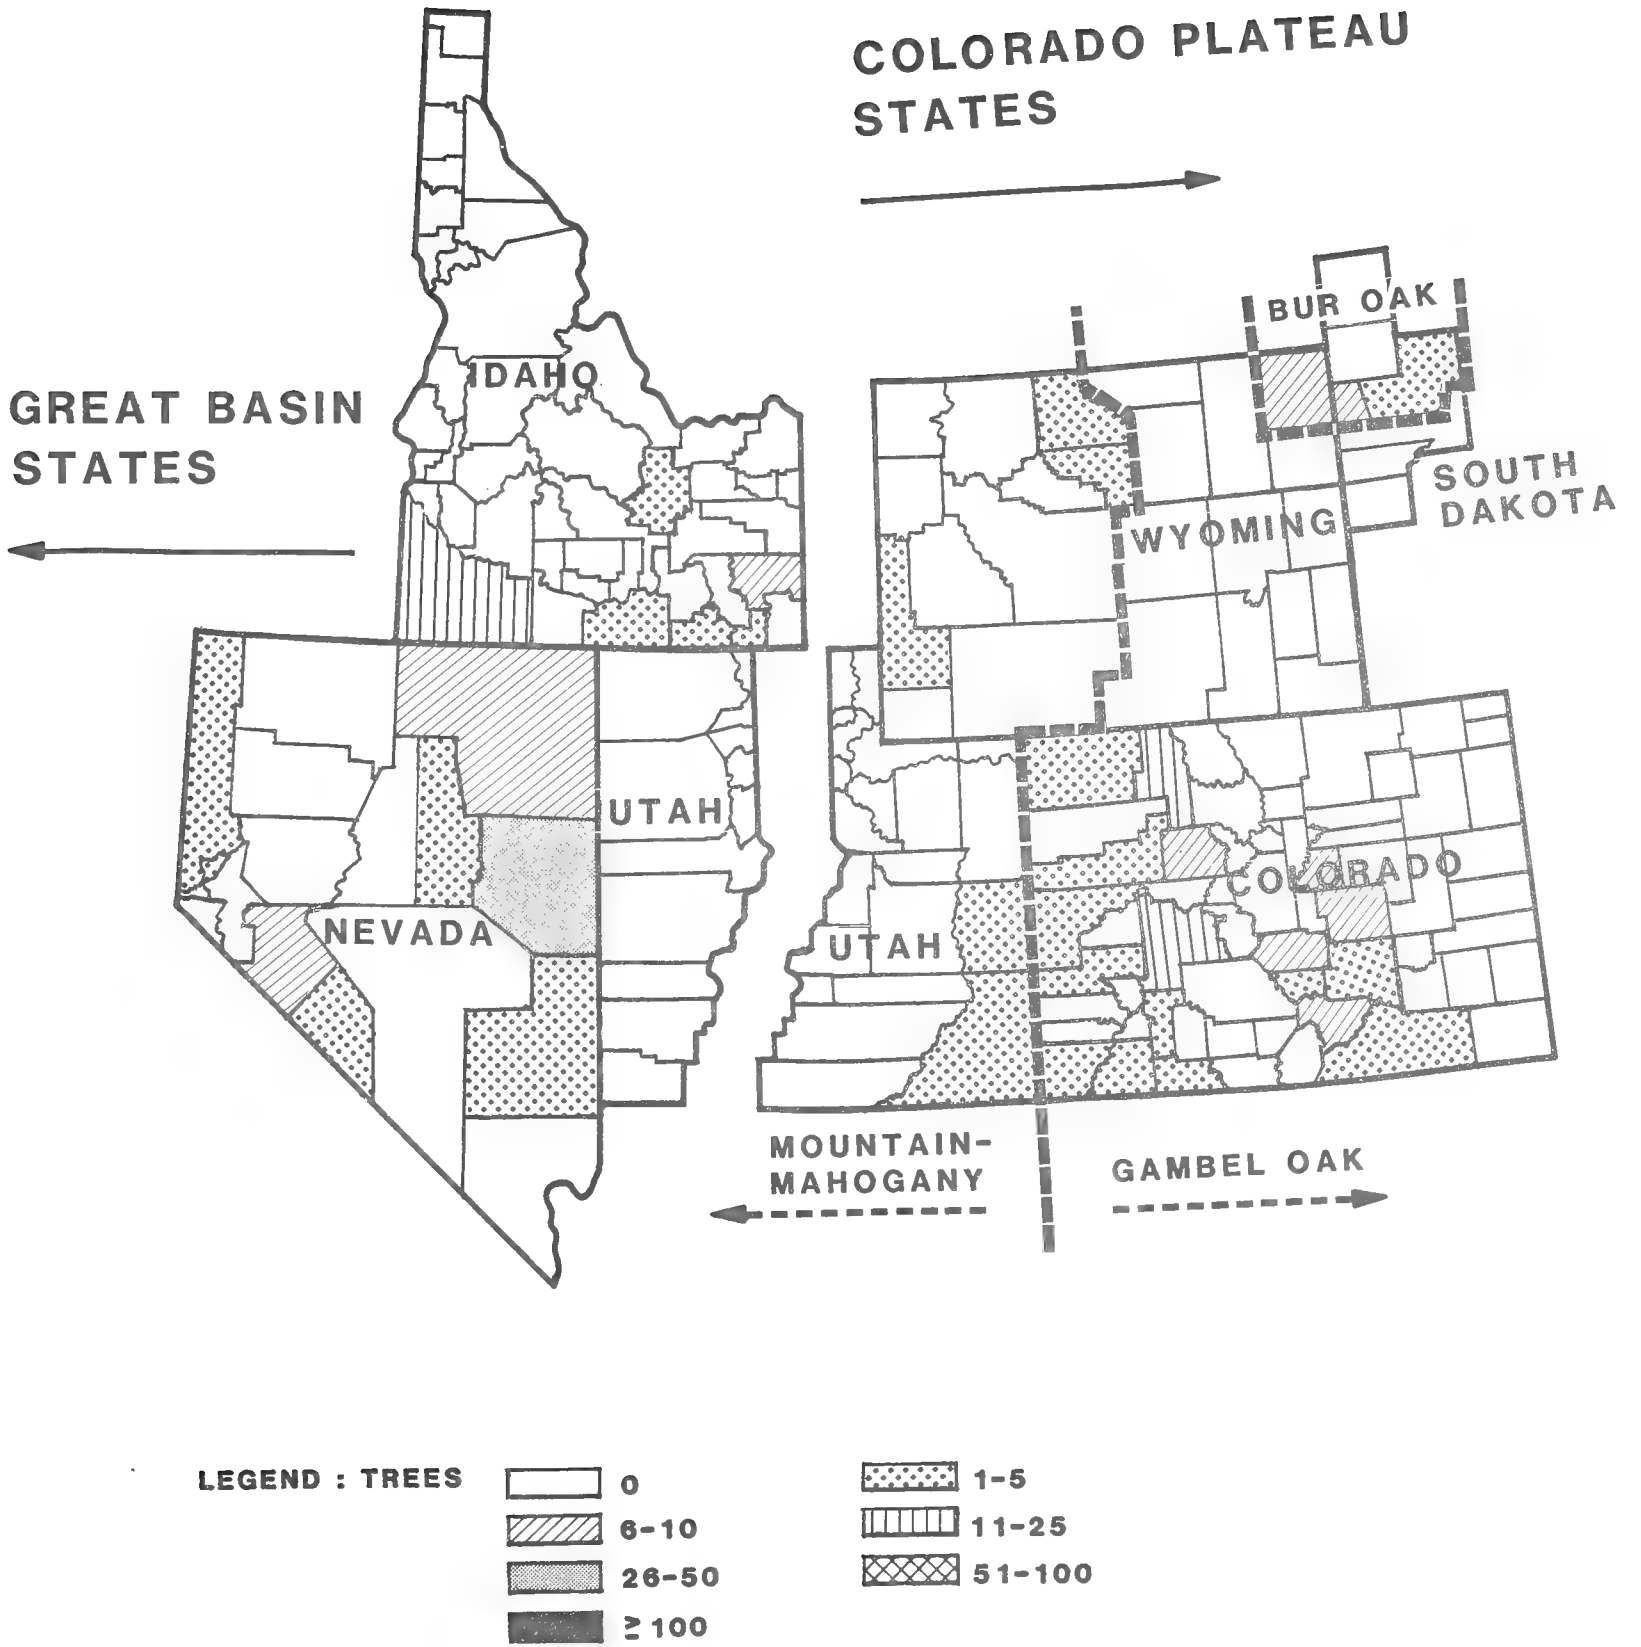 COLORADO PLATEAU
STATES
BUR OAK
IDAHO
GREAT BASIN
STATES
SOUTH
DAKOTA
WYOMING
UTAH
COLORADO
NEVADA
UTAH
MOUNTAIN-
MAHOGANY
GAMBEL OAK
LEGEND : TREES
0
1-5
6-10
11-25
26-50
51-100
≥ 100